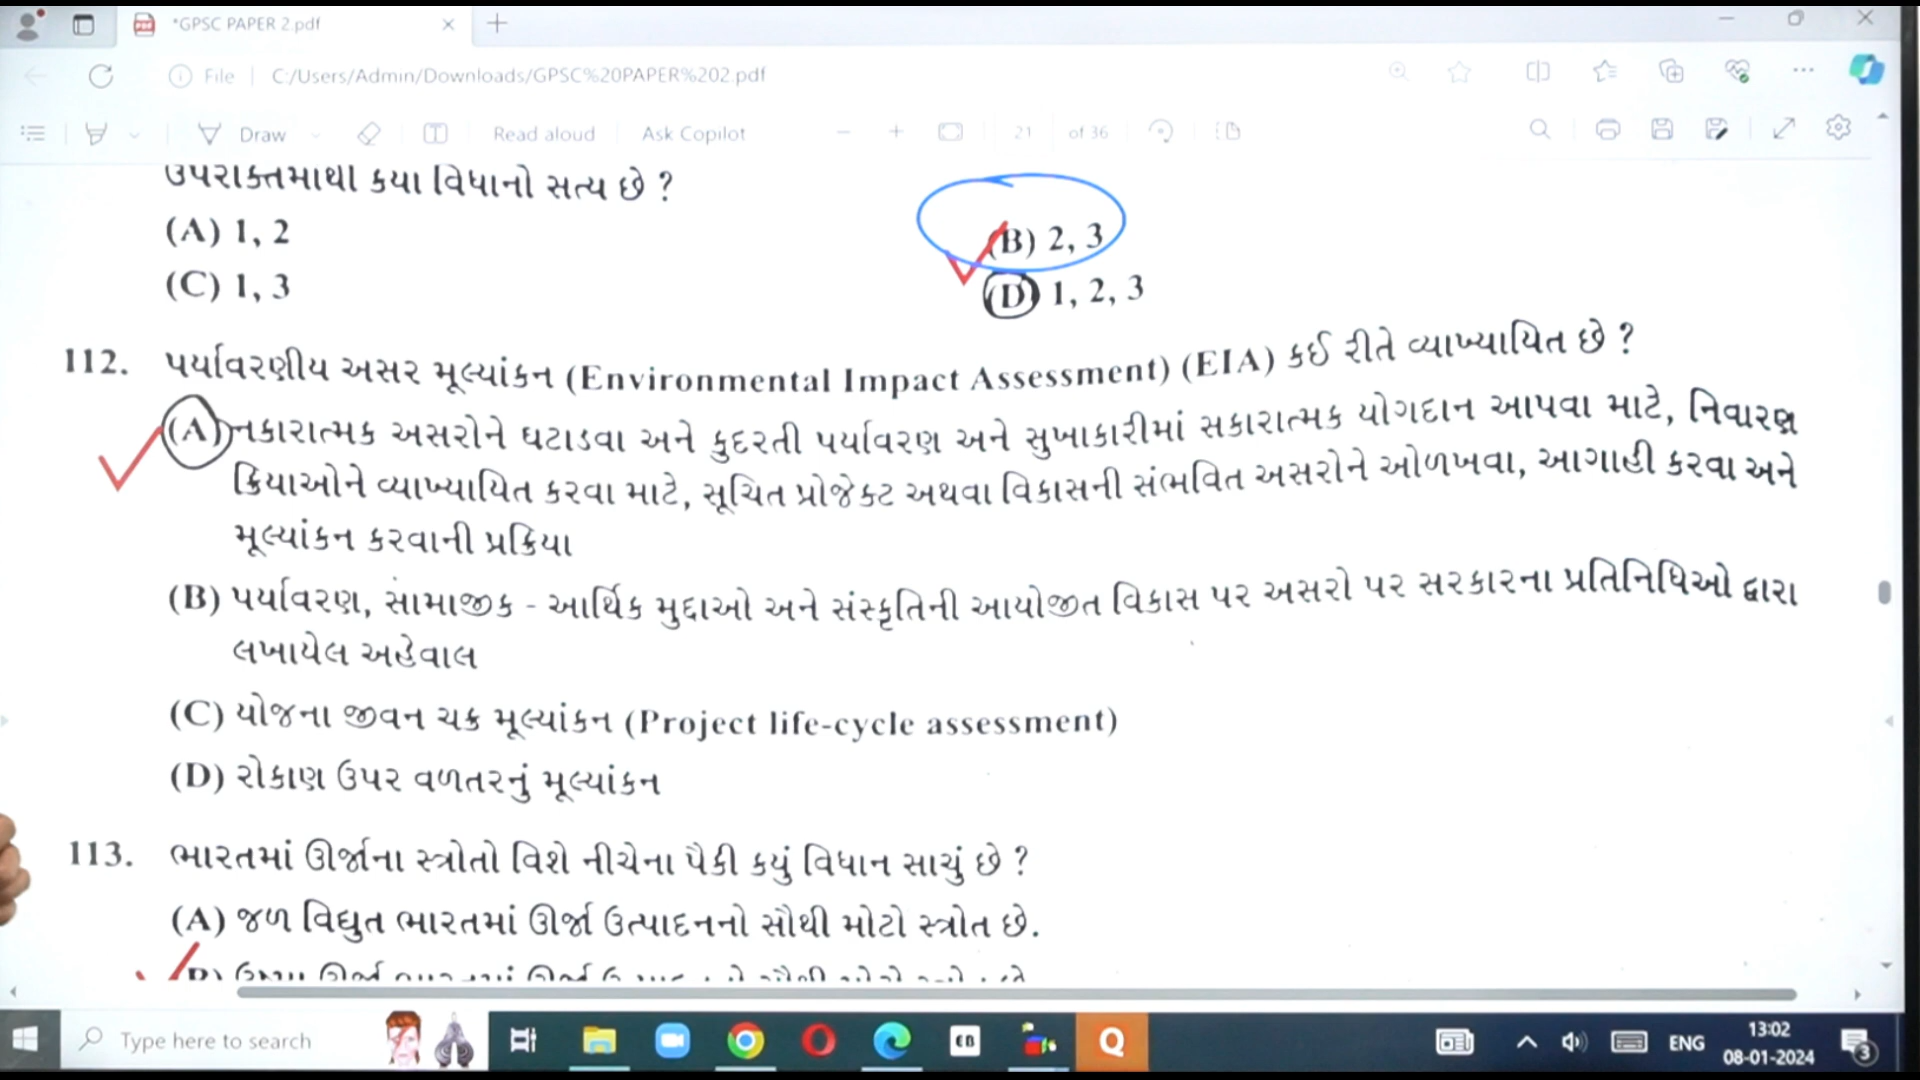 *GPSC PAPER 2.pdf
File C:/Users/Admin/Downloads/GPSC%20PAPER%202.pdf
Draw Read aloud Ask Copilot 21 of 36
ઉપરોક્તમાંથી કયા વિધાનો સત્ય છે ?
(A) 1, 2 (B) 2, 3
(C) 1, 3 (D) 1, 2, 3
112. પર્યાવરણીય અસર મૂલ્યાંકન (Environmental Impact Assessment) (EIA) કઈ રીતે વ્યાખ્યાયિત છે ?
(A) નકારાત્મક અસરોને ઘટાડવા અને કુદરતી પર્યાવરણ અને સુખાકારીમાં સકારાત્મક યોગદાન આપવા માટે, નિવારણ
ક્રિયાઓને વ્યાખ્યાયિત કરવા માટે, સૂચિત પ્રોજેક્ટ અથવા વિકાસની સંભવિત અસરોને ઓળખવા, આગાહી કરવા અને
મૂલ્યાંકન કરવાની પ્રક્રિયા
(B) પર્યાવરણ, સામાજીક - આર્થિક મુદ્દાઓ અને સંસ્કૃતિની આયોજીત વિકાસ પર અસરો પર સરકારના પ્રતિનિધિઓ દ્વારા
લખાયેલ અહેવાલ
(C) યોજના જીવન ચક્ર મૂલ્યાંકન (Project life-cycle assessment)
(D) રોકાણ ઉપર વળતરનું મૂલ્યાંકન
113. ભારતમાં ઊર્જાના સ્ત્રોતો વિશે નીચેના પૈકી કયું વિધાન સાચું છે ?
(A) જળ વિદ્યુત ભારતમાં ઊર્જા ઉત્પાદનનો સૌથી મોટો સ્ત્રોત છે.
Type here to search
ENG
13:02
08-01-2024
3